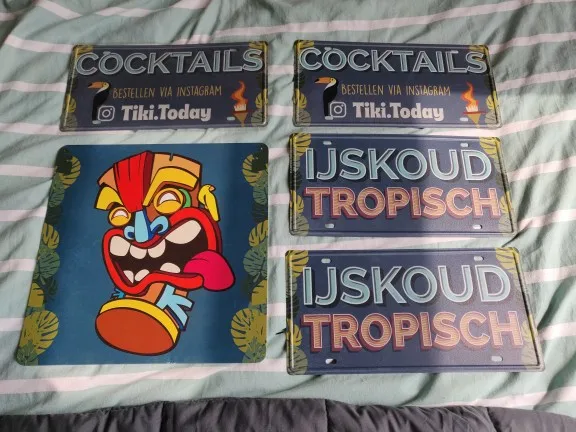 COCKTAILS
BESTELLEN VIA INSTAGRAM
Tiki.Today
COCKTAILS
BESTELLEN VIA INSTAGRAM
Tiki.Today
IJSKOUD
TROPISCH
IJSKOUD
TROPISCH